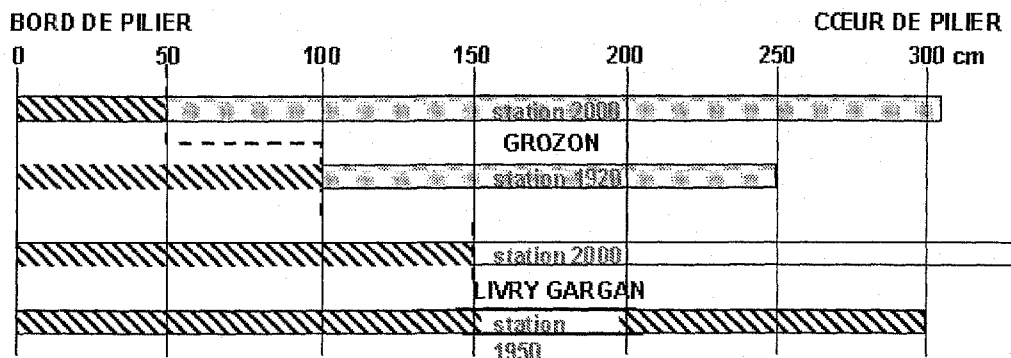 BORD DE PILIER CŒUR DE PILIER
0 50 100 150 200 250 300 cm
station 2000
GROZON
station 1920
station 2000
LIVRY GARGAN
station
1950